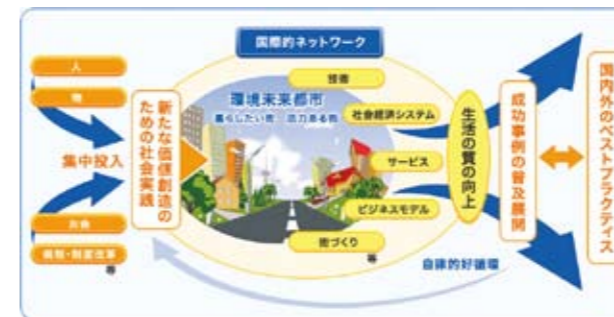 国際的ネットワーク
人
物
集中投入
お金
規制・制度改革
等
新たな価値創造の
ための社会実践
環境未来都市
暮らしたい街 活力ある街
技術
社会経済システム
サービス
ビジネスモデル
街づくり
等
生活の質の向上
成功事例の普及展開
国内外のベストプラクティス
自律的好循環